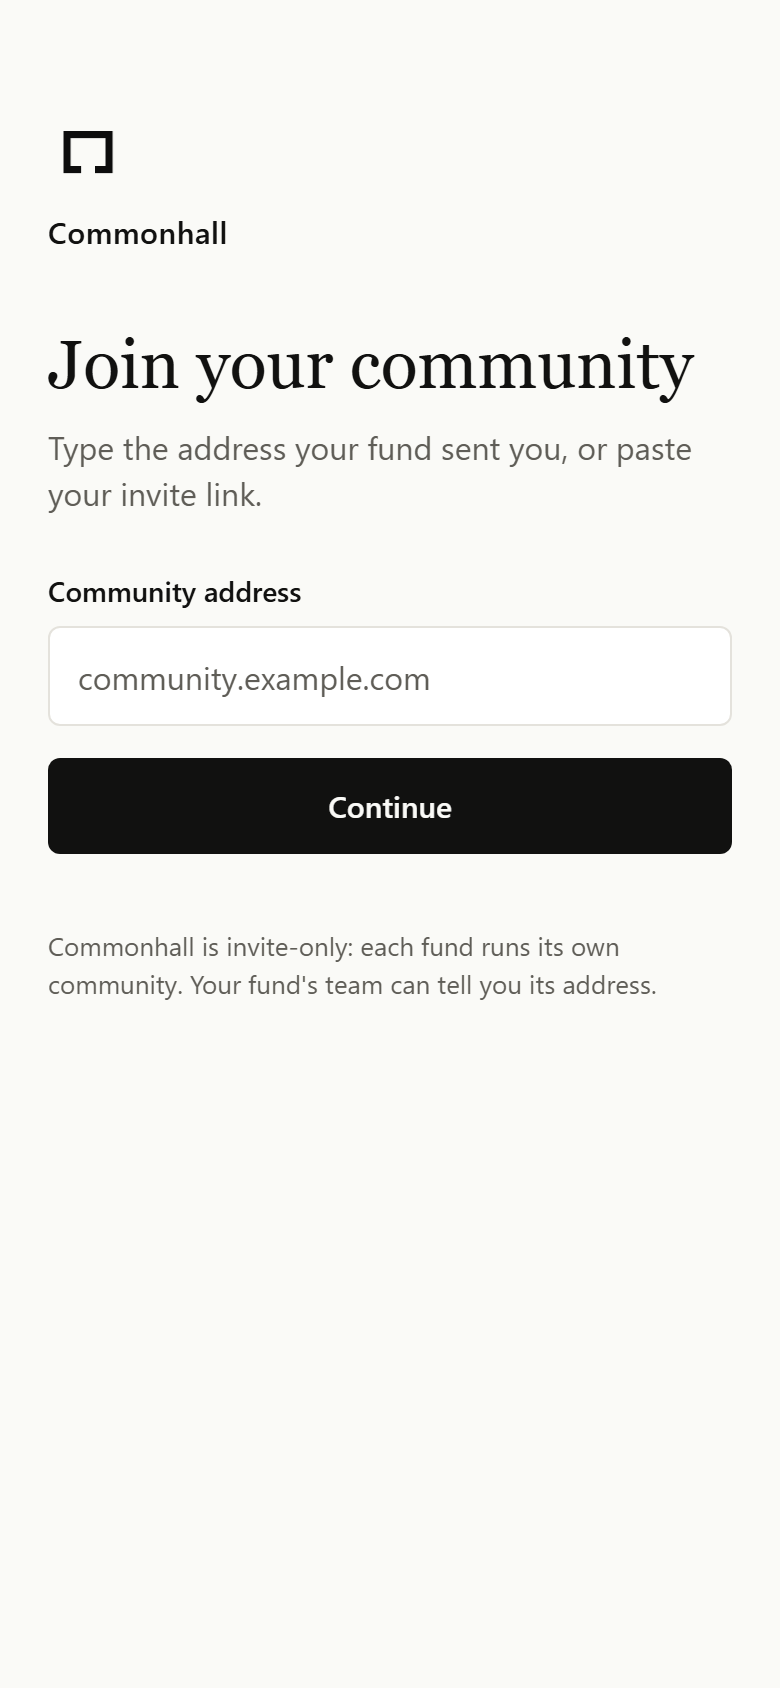 Commonhall
Join your community
Type the address your fund sent you, or paste
your invite link.
Community address
community.example.com
Continue
Commonhall is invite-only: each fund runs its own
community. Your fund's team can tell you its address.